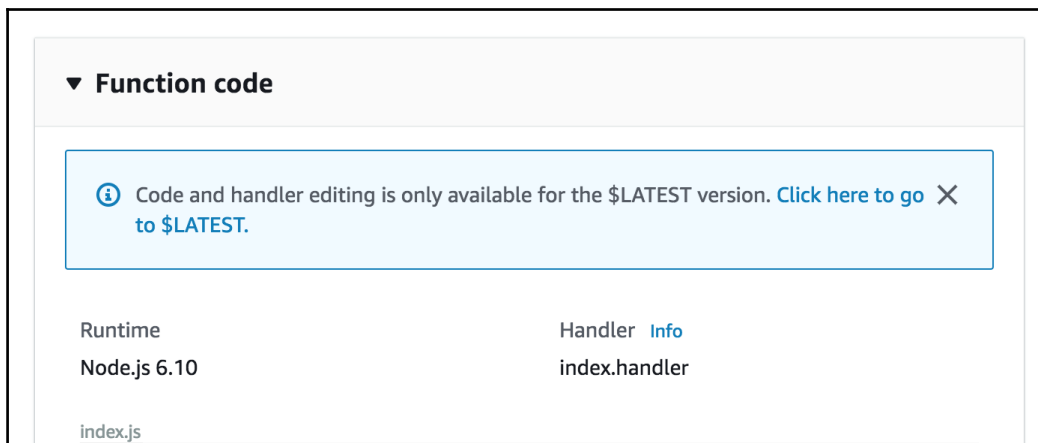 Function code
Code and handler editing is only available for the $LATEST version. Click here to go
to $LATEST.
Runtime
Handler Info
Node.js 6.10
index.handler
index.js